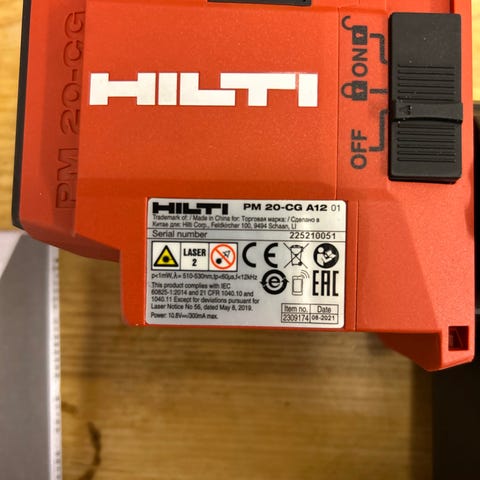 PM 20-CG
HILTI
OFF ON
HILTI PM 20-CG A12 01
Trademark of: / Made in China for: Торговая марка: / Сделано в
Китае для: Hilti Corp., Feldkircher 100, 9494 Schaan, LI
Serial number 225210051
LASER
2
CE
EAC
p<1mW, λ= 510-530nm, tp=60μs, f<12kHz
This product complies with IEC
60825-1:2014 and 21 CFR 1040.10 and
1040.11 Except for deviations pursuant to
Laser Notice No 56, dated May 8, 2019.
Power: 10.8V⎓/300mA max.
Item no. Date
2309174 08-2021